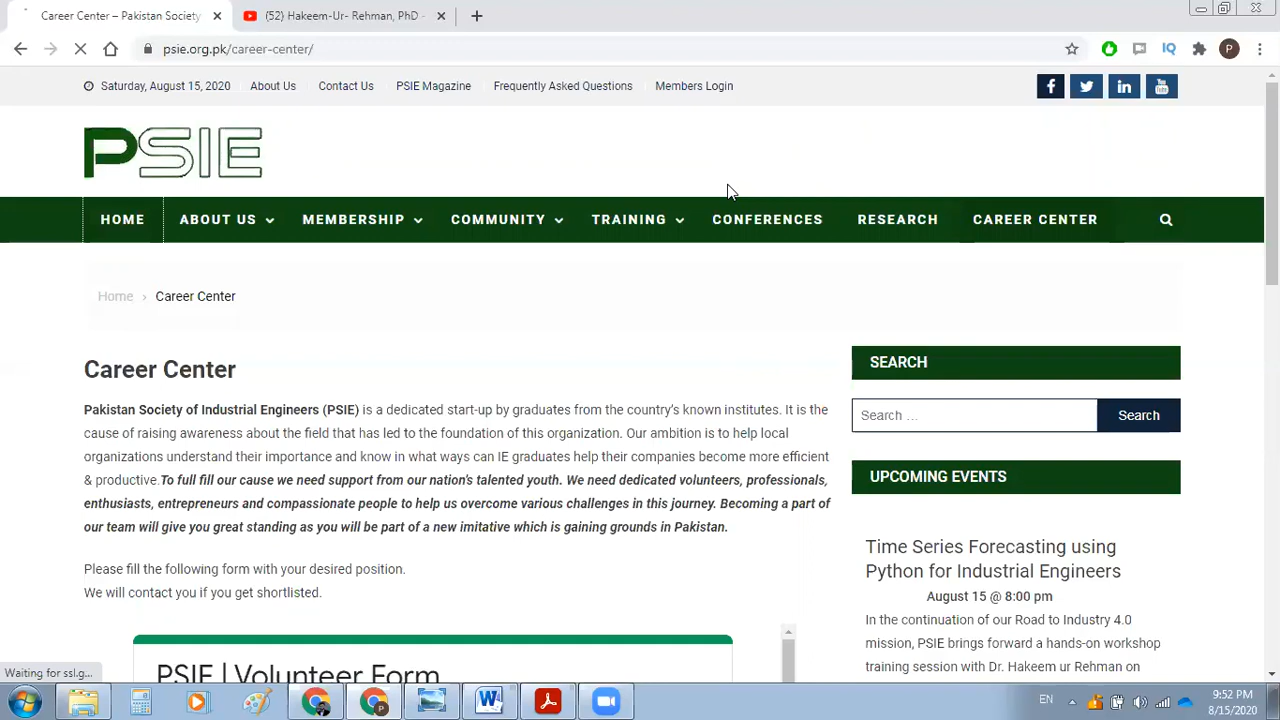 Career Center – Pakistan Society
(52) Hakeem-Ur- Rehman, PhD -
psie.org.pk/career-center/
IQ
P
Saturday, August 15, 2020
About Us
Contact Us
PSIE Magazine
Frequently Asked Questions
Members Login
PSIE
HOME
ABOUT US
MEMBERSHIP
COMMUNITY
TRAINING
CONFERENCES
RESEARCH
CAREER CENTER
Home › Career Center
Career Center
Pakistan Society of Industrial Engineers (PSIE) is a dedicated start-up by graduates from the country's known institutes. It is the
cause of raising awareness about the field that has led to the foundation of this organization. Our ambition is to help local
organizations understand their importance and know in what ways can IE graduates help their companies become more efficient
& productive.To full fill our cause we need support from our nation's talented youth. We need dedicated volunteers, professionals,
enthusiasts, entrepreneurs and compassionate people to help us overcome various challenges in this journey. Becoming a part of
our team will give you great standing as you will be part of a new imitative which is gaining grounds in Pakistan.
Please fill the following form with your desired position.
We will contact you if you get shortlisted.
PSIE | Volunteer Form
SEARCH
Search …
Search
UPCOMING EVENTS
Time Series Forecasting using
Python for Industrial Engineers
August 15 @ 8:00 pm
In the continuation of our Road to Industry 4.0
mission, PSIE brings forward a hands-on workshop
training session with Dr. Hakeem ur Rehman on
Waiting for ssl.g...
EN
9:52 PM
8/15/2020